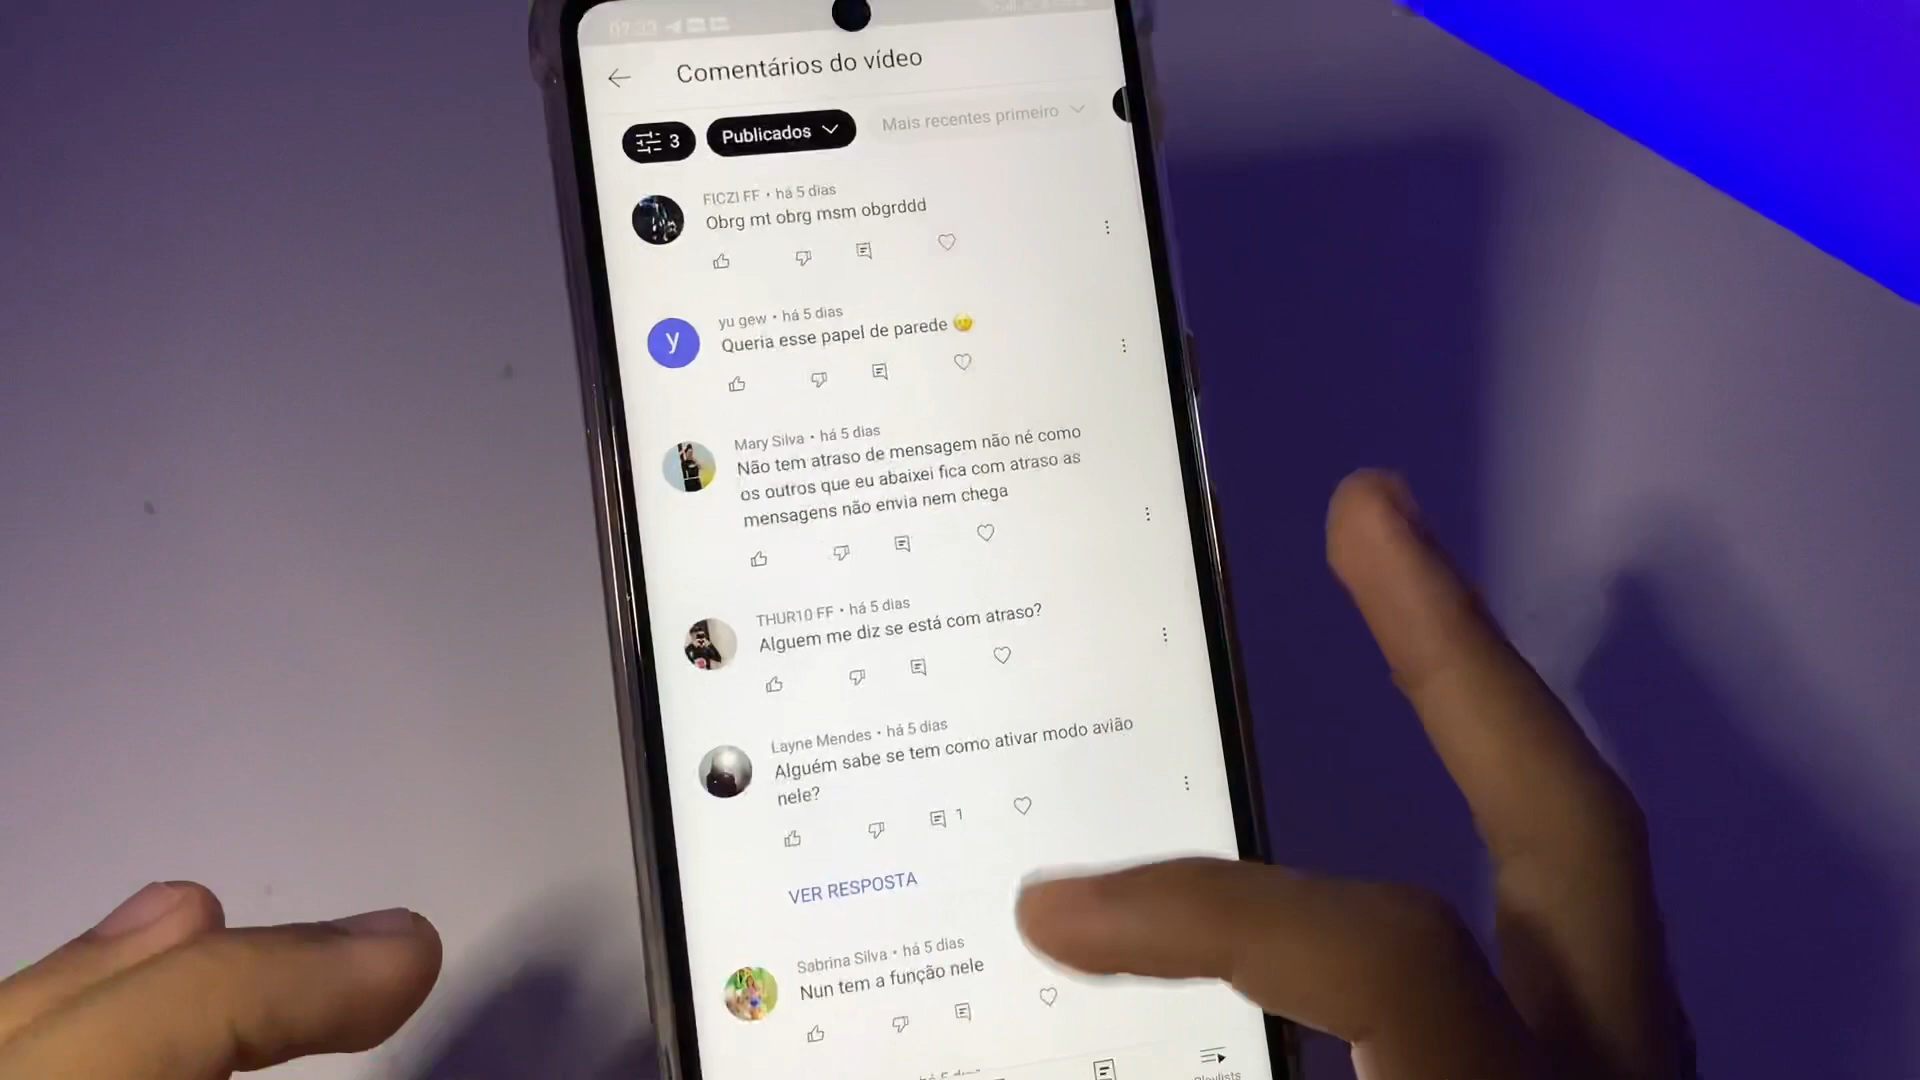 07:33
Comentários do vídeo
3
Publicados
Mais recentes primeiro
FICZI FF • há 5 dias
Obrg mt obrg msm obgrddd
y
yu gew • há 5 dias
Queria esse papel de parede
Mary Silva • há 5 dias
Não tem atraso de mensagem não né como
os outros que eu abaixei fica com atraso as
mensagens não envia nem chega
THUR10 FF • há 5 dias
Alguem me diz se está com atraso?
Layne Mendes • há 5 dias
Alguém sabe se tem como ativar modo avião
nele?
1
VER RESPOSTA
Sabrina Silva • há 5 dias
Nun tem a função nele
Playlists